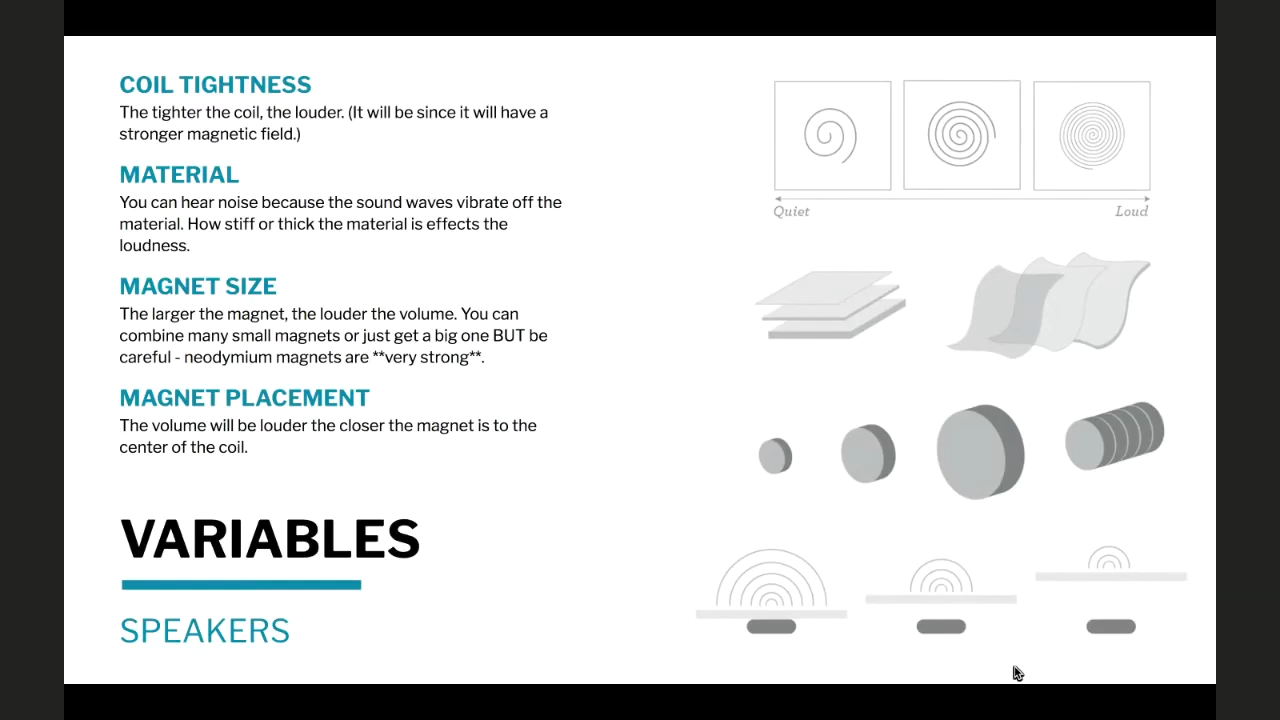 COIL TIGHTNESS
The tighter the coil, the louder. (It will be since it will have a
stronger magnetic field.)
MATERIAL
You can hear noise because the sound waves vibrate off the
material. How stiff or thick the material is effects the
loudness.
MAGNET SIZE
The larger the magnet, the louder the volume. You can
combine many small magnets or just get a big one BUT be
careful - neodymium magnets are **very strong**.
MAGNET PLACEMENT
The volume will be louder the closer the magnet is to the
center of the coil.
VARIABLES
SPEAKERS
Quiet
Loud